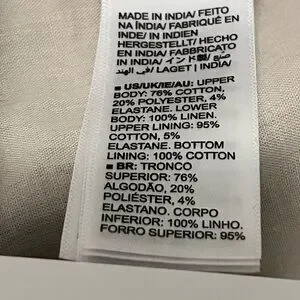 MADE IN INDIA/ FEITO
NA ÍNDIA/ FABRIQUÉ EN
INDE/ IN INDIEN
HERGESTELLT/ HECHO
EN INDIA/ FABBRICATO
IN INDIA/ インド製/ صنع
في الهند/ LAGET I INDIA/
■ US/UK/IE/AU: UPPER
BODY: 76% COTTON,
20% POLYESTER, 4%
ELASTANE. LOWER
BODY: 100% LINEN.
UPPER LINING: 95%
COTTON, 5%
ELASTANE. BOTTOM
LINING: 100% COTTON
■ BR: TRONCO
SUPERIOR: 76%
ALGODÃO, 20%
POLIÉSTER, 4%
ELASTANO. CORPO
INFERIOR: 100% LINHO.
FORRO SUPERIOR: 95%